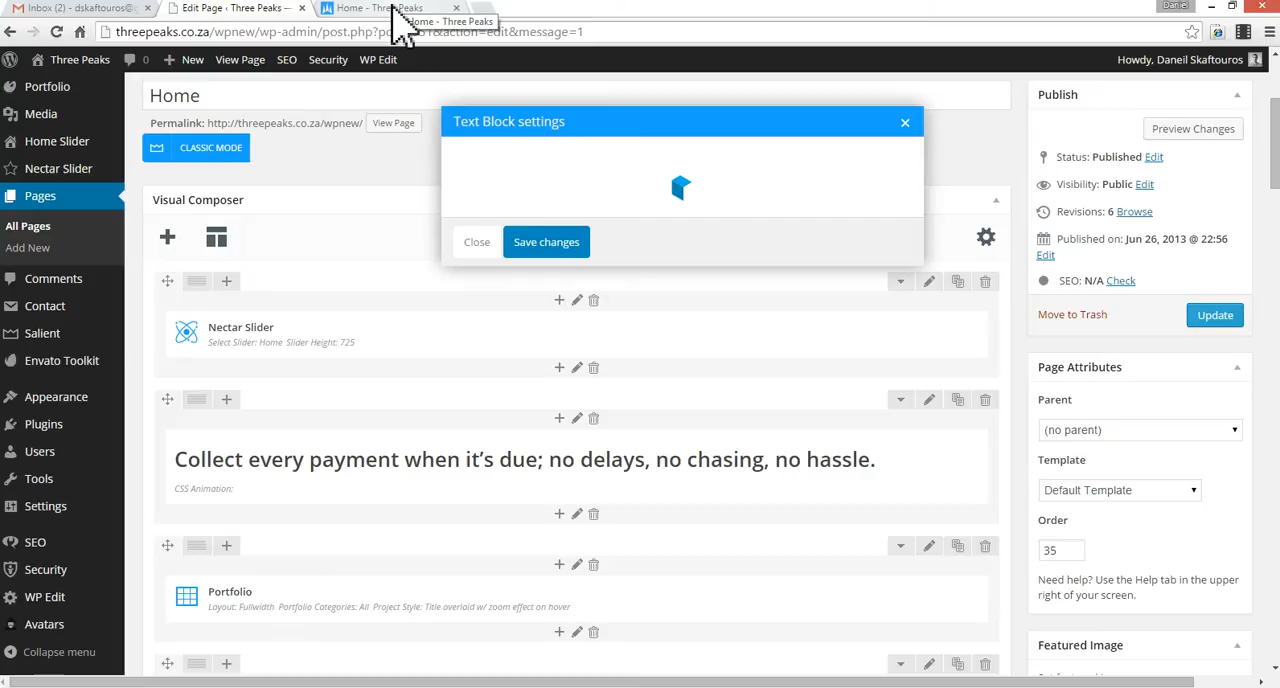 Inbox (2) - dskaftouros@
Edit Page ‹ Three Peaks —
Home - Three Peaks
Daniel
Home - Three Peaks
threepeaks.co.za/wpnew/wp-admin/post.php?
action=edit&message=1
Three Peaks
0
New
View Page
SEO
Security
WP Edit
Howdy, Daneil Skaftouros
Portfolio
Media
Home Slider
Nectar Slider
Pages
All Pages
Add New
Comments
Contact
Salient
Envato Toolkit
Appearance
Plugins
Users
Tools
Settings
SEO
Security
WP Edit
Avatars
Collapse menu
Home
Permalink: http://threepeaks.co.za/wpnew/
View Page
CLASSIC MODE
Visual Composer
Text Block settings
Close
Save changes
Nectar Slider
Select Slider: Home Slider Height: 725
Collect every payment when it's due; no delays, no chasing, no hassle.
CSS Animation:
Portfolio
Layout: Fullwidth Portfolio Categories: All Project Style: Title overlaid w/ zoom effect on hover
Publish
Preview Changes
Status: Published Edit
Visibility: Public Edit
Revisions: 6 Browse
Published on: Jun 26, 2013 @ 22:56
Edit
SEO: N/A Check
Move to Trash
Update
Page Attributes
Parent
(no parent)
Template
Default Template
Order
35
Need help? Use the Help tab in the upper
right of your screen.
Featured Image